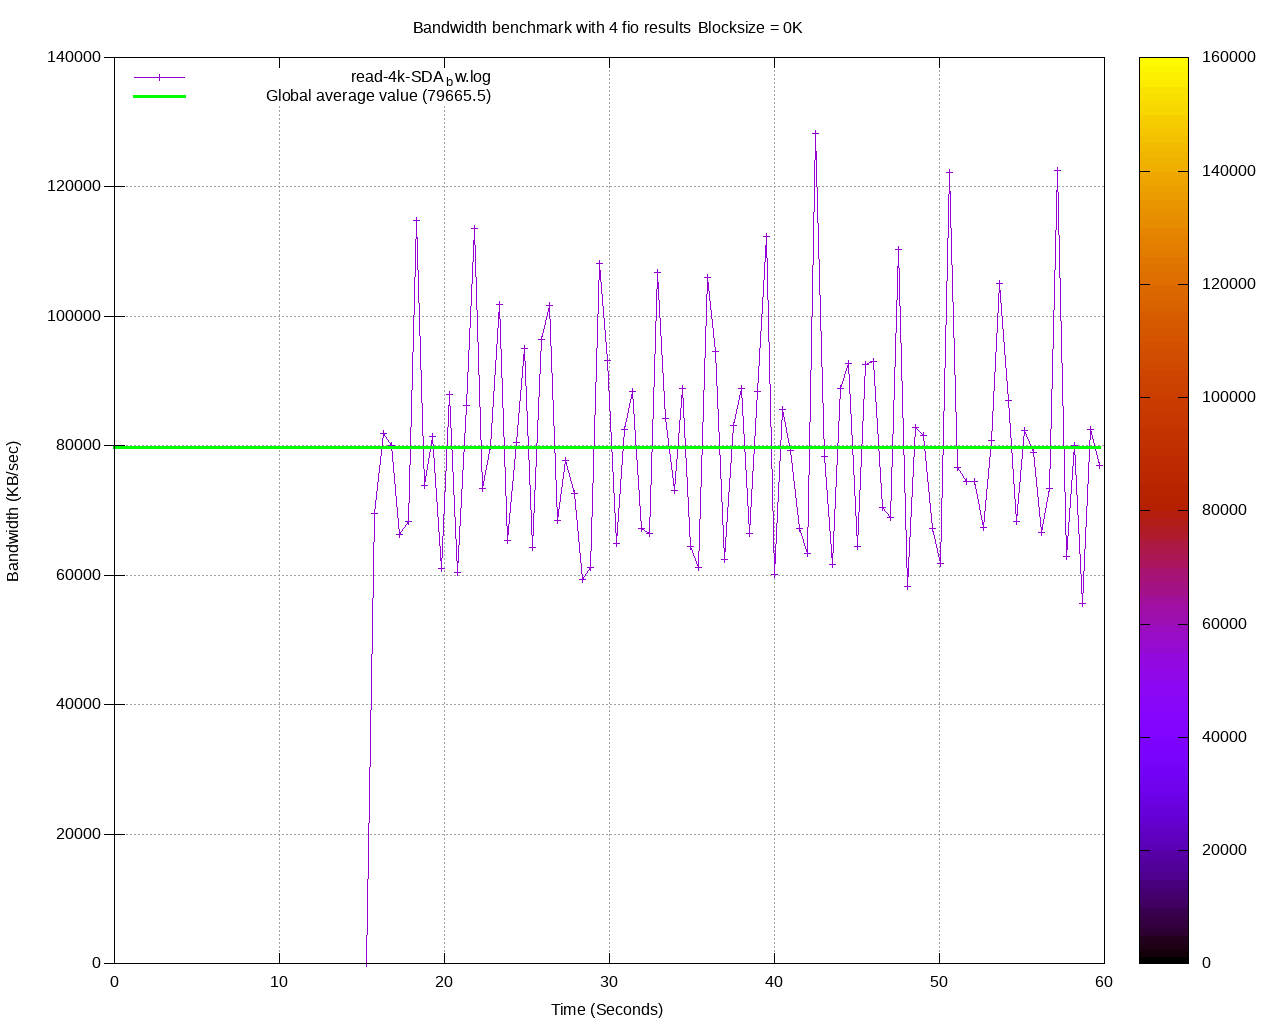 Bandwidth benchmark with 4 fio results Blocksize = 0K
read-4k-SDA_bw.log
Global average value (79665.5)
Bandwidth (KB/sec)
140000
120000
100000
80000
60000
40000
20000
0
0 10 20 30 40 50 60
Time (Seconds)
160000
140000
120000
100000
80000
60000
40000
20000
0